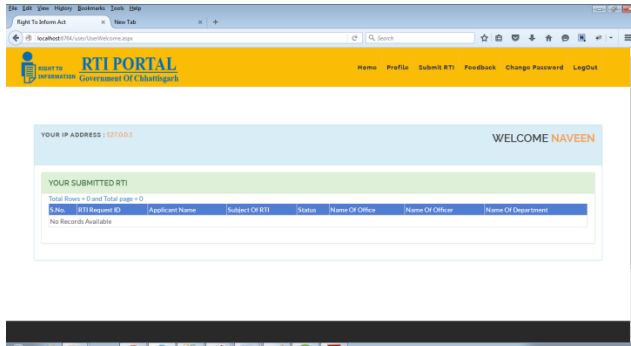 File Edit View History Bookmarks Tools Help
Right To Inform Act × New Tab × +
localhost:6784/user/UserWelcome.aspx Search
RIGHT TO INFORMATION
RTI PORTAL
Government Of Chhattisgarh
Home Profile Submit RTI Feedback Change Password LogOut
YOUR IP ADDRESS : 127.0.0.1
WELCOME NAVEEN
YOUR SUBMITTED RTI
Total Rows = 0 and Total page = 0
S.No. RTI Request ID Applicant Name Subject Of RTI Status Name Of Office Name Of Officer Name Of Department
No Records Available